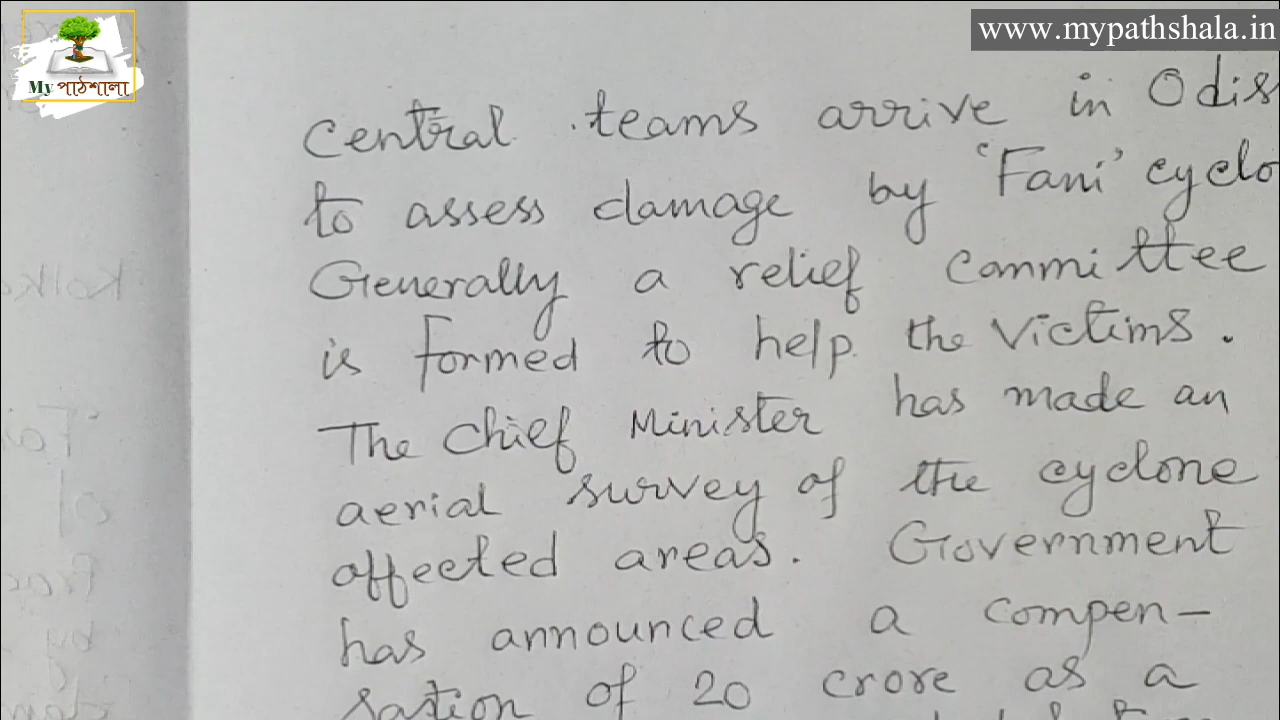 www.mypathshala.in
My পাঠশালা
central teams arrive in Odis
to assess damage by 'Fani' cyclo
Generally a relief committee
is formed to help the victims.
The Chief Minister has made an
aerial survey of the cyclone
affected areas. Government
has announced a compen-
sation of 20 crore as a